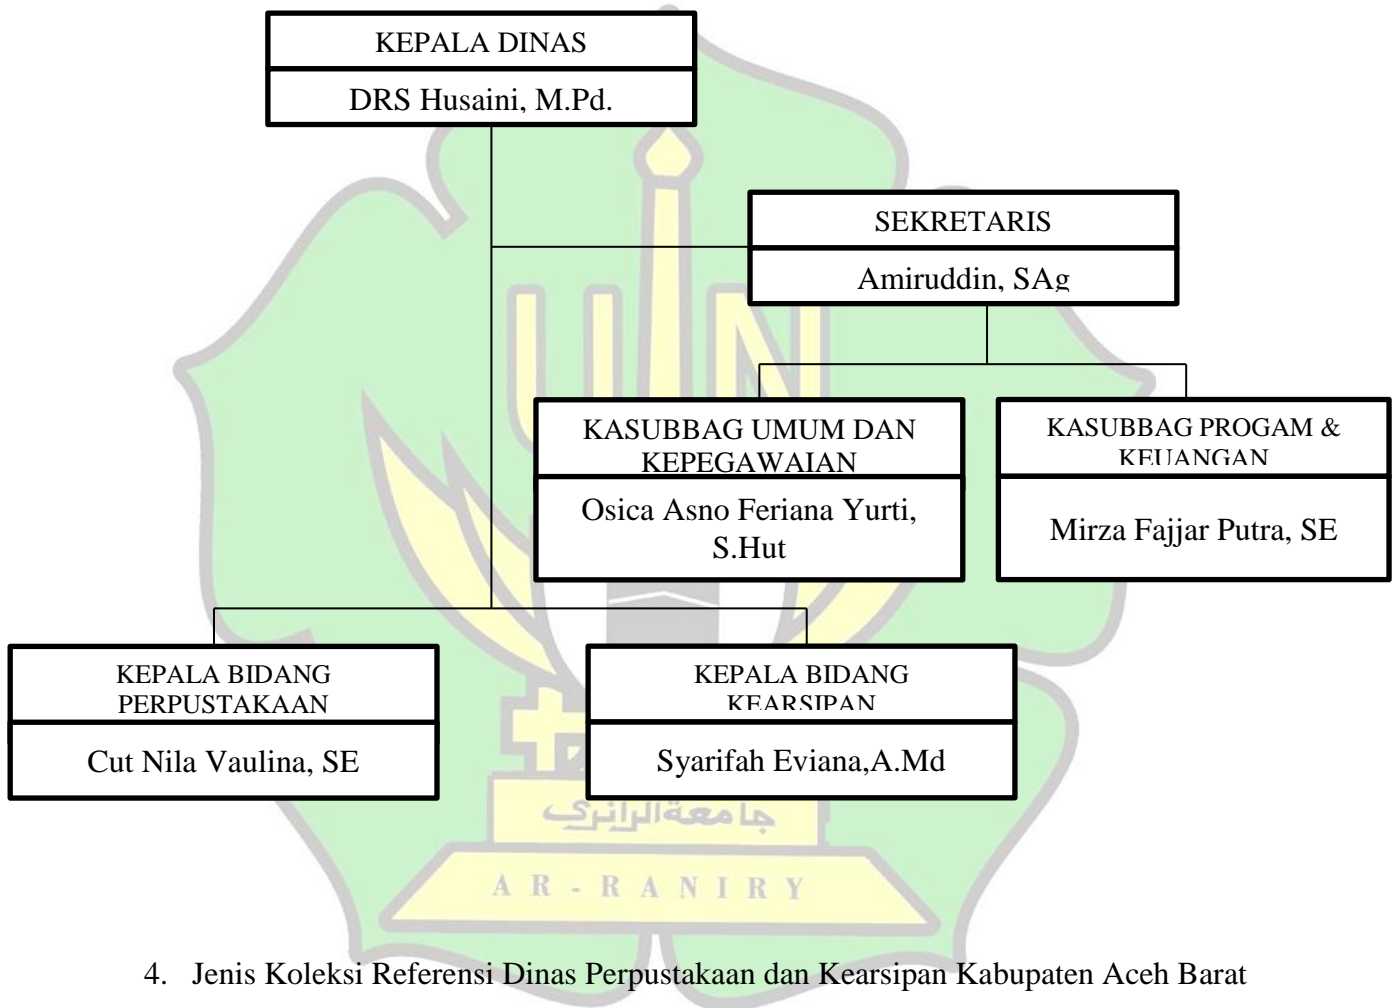 KEPALA DINAS
DRS Husaini, M.Pd.
SEKRETARIS
Amiruddin, SAg
KASUBBAG UMUM DAN
KEPEGAWAIAN
Osica Asno Feriana Yurti,
S.Hut
KASUBBAG PROGAM &
KEUANGAN
Mirza Fajjar Putra, SE
KEPALA BIDANG
PERPUSTAKAAN
Cut Nila Vaulina, SE
KEPALA BIDANG
KEARSIPAN
Syarifah Eviana,A.Md
UIN
جامعة الرانري
AR-RANIRY
4. Jenis Koleksi Referensi Dinas Perpustakaan dan Kearsipan Kabupaten Aceh Barat